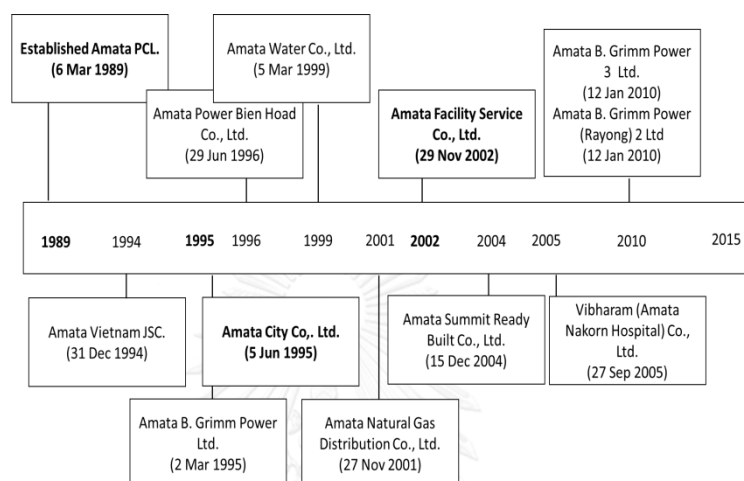 Established Amata PCL.
(6 Mar 1989)
Amata Water Co., Ltd.
(5 Mar 1999)
Amata Power Bien Hoad
Co., Ltd.
(29 Jun 1996)
Amata Facility Service
Co., Ltd.
(29 Nov 2002)
Amata B. Grimm Power
3 Ltd.
(12 Jan 2010)
Amata B. Grimm Power
(Rayong) 2 Ltd
(12 Jan 2010)
1989 1994 1995 1996 1999 2001 2002 2004 2005 2010 2015
Amata Vietnam JSC.
(31 Dec 1994)
Amata City Co,. Ltd.
(5 Jun 1995)
Amata Summit Ready
Built Co., Ltd.
(15 Dec 2004)
Vibharam (Amata
Nakorn Hospital) Co.,
Ltd.
(27 Sep 2005)
Amata B. Grimm Power
Ltd.
(2 Mar 1995)
Amata Natural Gas
Distribution Co., Ltd.
(27 Nov 2001)